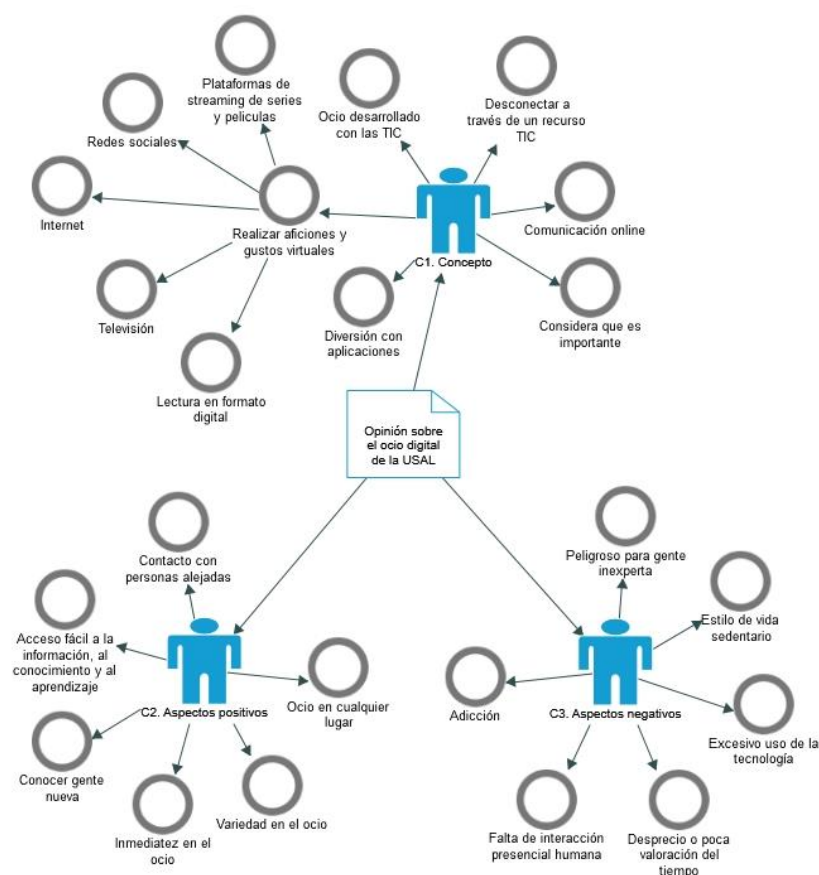 Plataformas de
streaming de series
y peliculas
Ocio desarrollado
con las TIC
Desconectar a
través de un recurso
TIC
Redes sociales
Internet
Realizar aficiones y
gustos virtuales
Comunicación online
C1. Concepto
Televisión
Diversión con
aplicaciones
Considera que es
importante
Lectura en formato
digital
Opinión sobre
el ocio digital
de la USAL
Contacto con
personas alejadas
Acceso fácil a la
información, al
conocimiento y al
aprendizaje
C2. Aspectos positivos
Ocio en cualquier
lugar
Conocer gente
nueva
Inmediatez en el
ocio
Variedad en el ocio
Peligroso para gente
inexperta
Estilo de vida
sedentario
Adicción
C3. Aspectos negativos
Excesivo uso de la
tecnología
Falta de interacción
presencial humana
Desprecio o poca
valoración del
tiempo